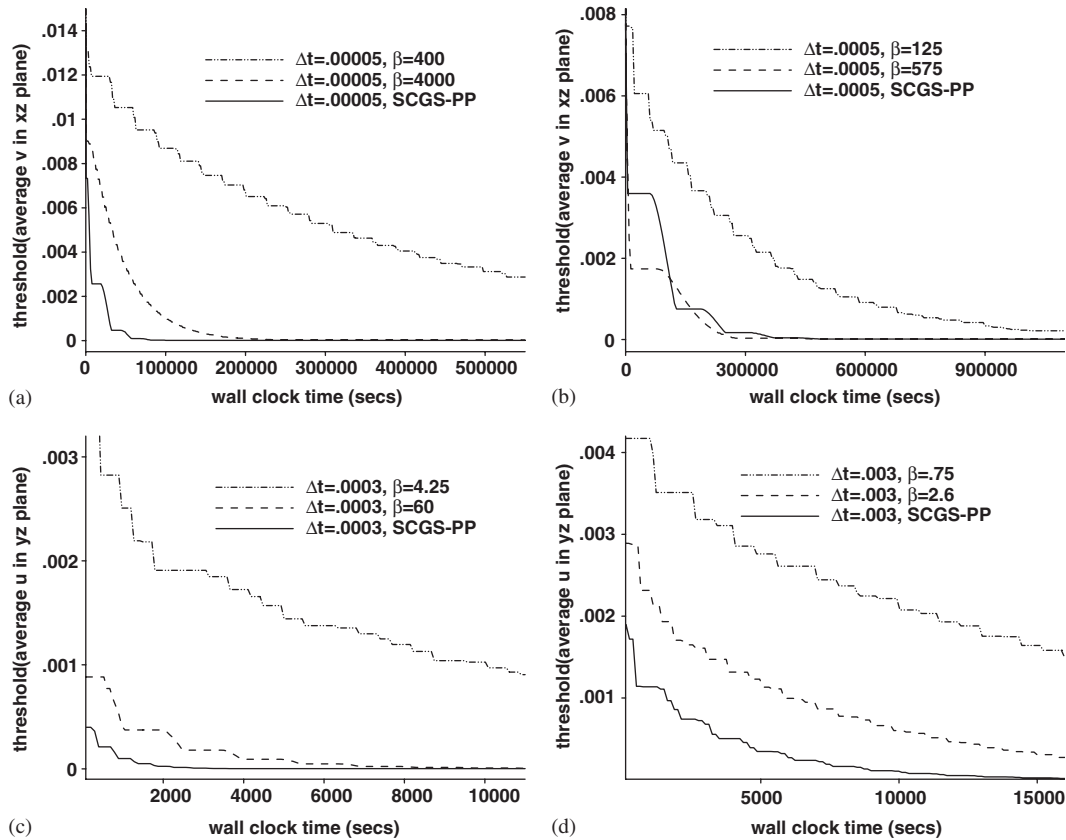 .014
.012
.01
.008
.006
.004
.002
0
threshold(average v in xz plane)
Δt=.00005, β=400
Δt=.00005, β=4000
Δt=.00005, SCGS-PP
0 100000 200000 300000 400000 500000
wall clock time (secs)
(a)
.008
.006
.004
.002
0
threshold(average v in xz plane)
Δt=.0005, β=125
Δt=.0005, β=575
Δt=.0005, SCGS-PP
0 300000 600000 900000
wall clock time (secs)
(b)
.003
.002
.001
0
threshold(average u in yz plane)
Δt=.0003, β=4.25
Δt=.0003, β=60
Δt=.0003, SCGS-PP
2000 4000 6000 8000 10000
wall clock time (secs)
(c)
.004
.003
.002
.001
threshold(average u in yz plane)
Δt=.003, β=.75
Δt=.003, β=2.6
Δt=.003, SCGS-PP
5000 10000 15000
wall clock time (secs)
(d)